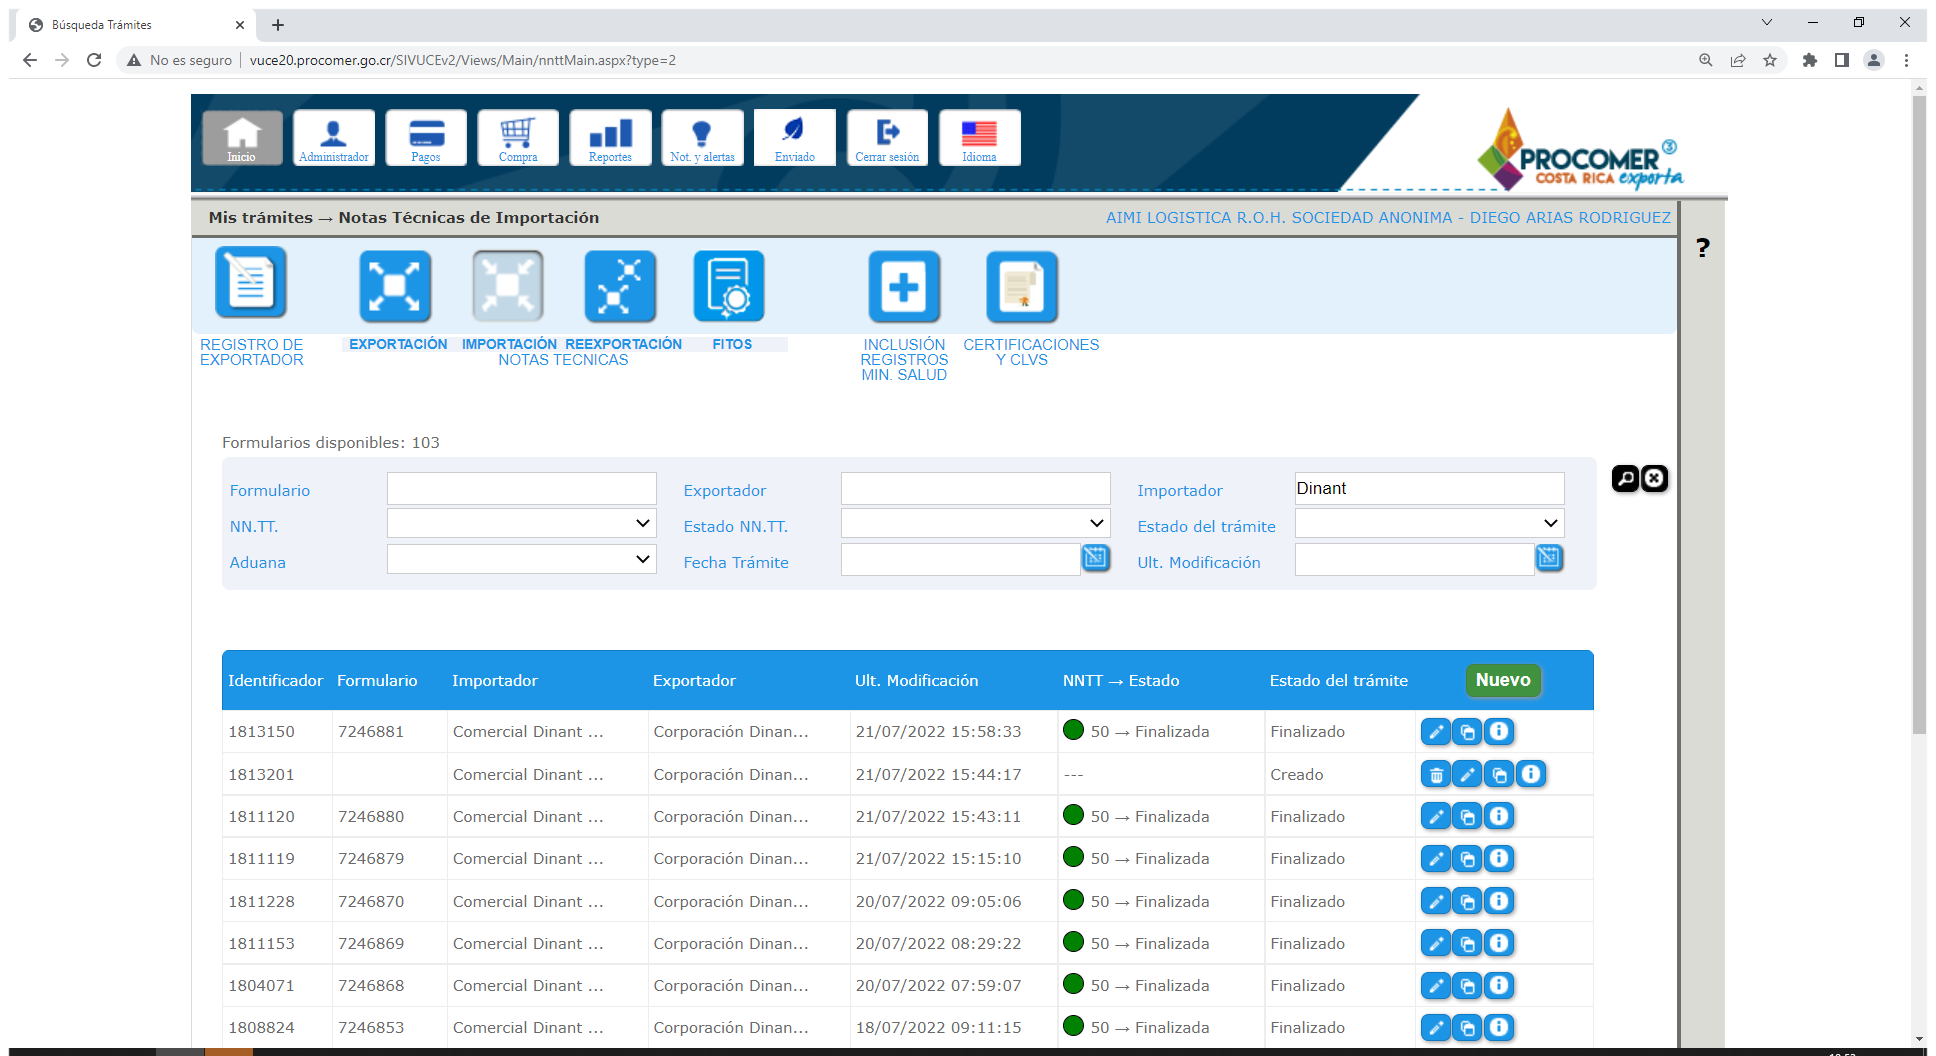 Búsqueda Trámites
No es seguro vuce20.procomer.go.cr/SIVUCEv2/Views/Main/nnttMain.aspx?type=2
Inicio Administrador Pagos Compra Reportes Not. y alertas Enviado Cerrar sesión Idioma
PROCOMER 3
COSTA RICA exporta
Mis trámites → Notas Técnicas de Importación AIMI LOGISTICA R.O.H. SOCIEDAD ANONIMA - DIEGO ARIAS RODRIGUEZ
?
REGISTRO DE EXPORTACIÓN IMPORTACIÓN REEXPORTACIÓN FITOS INCLUSIÓN CERTIFICACIONES
EXPORTADOR NOTAS TECNICAS REGISTROS Y CLVS
MIN. SALUD
Formularios disponibles: 103
Formulario Exportador Importador Dinant
NN.TT. Estado NN.TT. Estado del trámite
Aduana Fecha Trámite Ult. Modificación
Identificador Formulario Importador Exportador Ult. Modificación NNTT → Estado Estado del trámite Nuevo
1813150 7246881 Comercial Dinant ... Corporación Dinan... 21/07/2022 15:58:33 50 → Finalizada Finalizado
1813201 Comercial Dinant ... Corporación Dinan... 21/07/2022 15:44:17 --- Creado
1811120 7246880 Comercial Dinant ... Corporación Dinan... 21/07/2022 15:43:11 50 → Finalizada Finalizado
1811119 7246879 Comercial Dinant ... Corporación Dinan... 21/07/2022 15:15:10 50 → Finalizada Finalizado
1811228 7246870 Comercial Dinant ... Corporación Dinan... 20/07/2022 09:05:06 50 → Finalizada Finalizado
1811153 7246869 Comercial Dinant ... Corporación Dinan... 20/07/2022 08:29:22 50 → Finalizada Finalizado
1804071 7246868 Comercial Dinant ... Corporación Dinan... 20/07/2022 07:59:07 50 → Finalizada Finalizado
1808824 7246853 Comercial Dinant ... Corporación Dinan... 18/07/2022 09:11:15 50 → Finalizada Finalizado